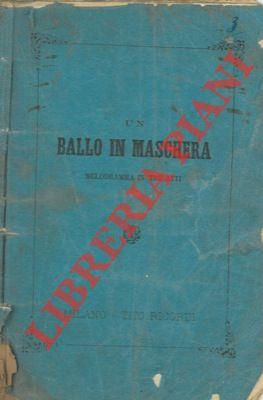 3
UN
BALLO IN MASCHERA
MELODRAMMA IN TRE ATTI
MILANO - TITO RICORDI
LIBRERIA PIANI